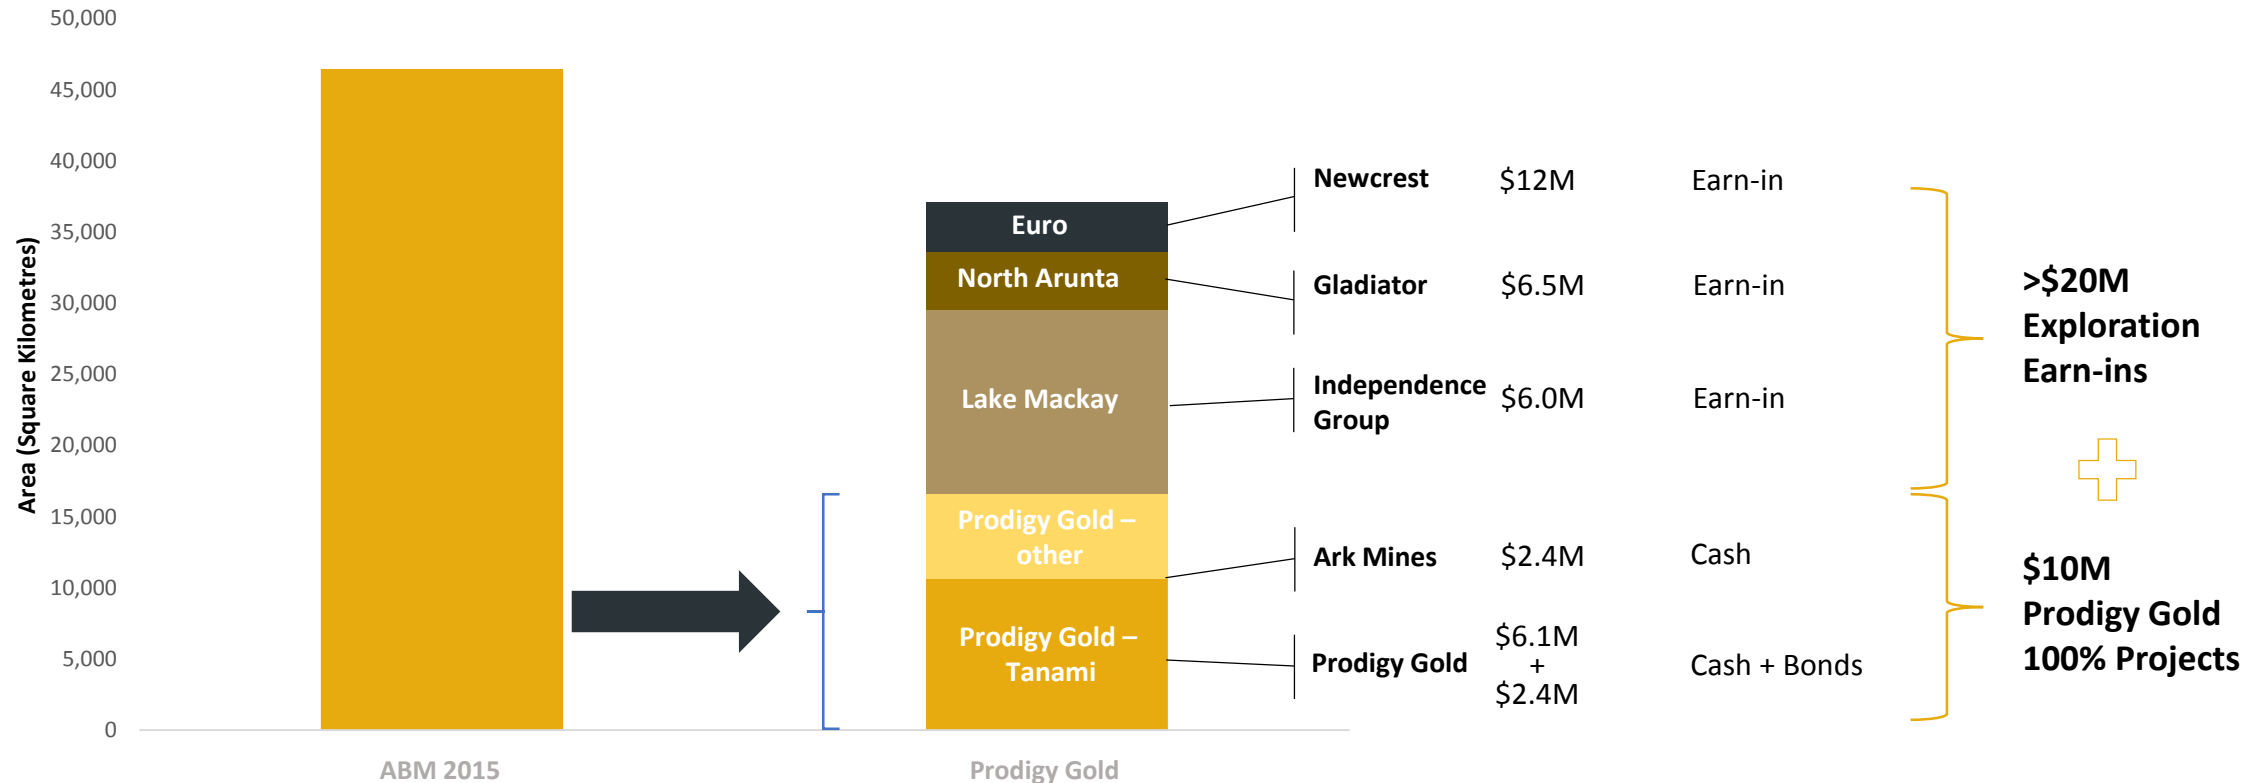 50,000
45,000
40,000
35,000
30,000
25,000
20,000
15,000
10,000
5,000
0
Area (Square Kilometres)
ABM 2015
Prodigy Gold
Euro
North Arunta
Lake Mackay
Prodigy Gold –
other
Prodigy Gold –
Tanami
Newcrest $12M Earn-in
Gladiator $6.5M Earn-in
Independence
Group
$6.0M Earn-in
Ark Mines $2.4M Cash
Prodigy Gold
$6.1M
+
$2.4M
Cash + Bonds
>$20M
Exploration
Earn-ins
$10M
Prodigy Gold
100% Projects